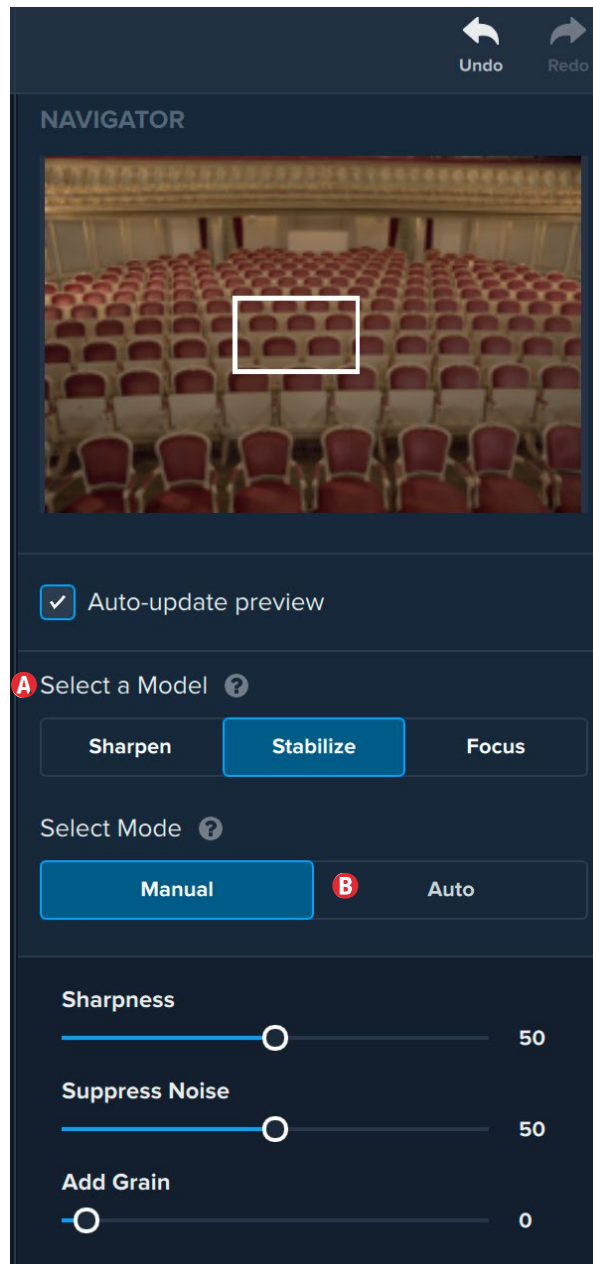 Undo Redo
NAVIGATOR
Auto-update preview
A Select a Model ?
Sharpen Stabilize Focus
Select Mode ?
Manual B Auto
Sharpness
50
Suppress Noise
50
Add Grain
0